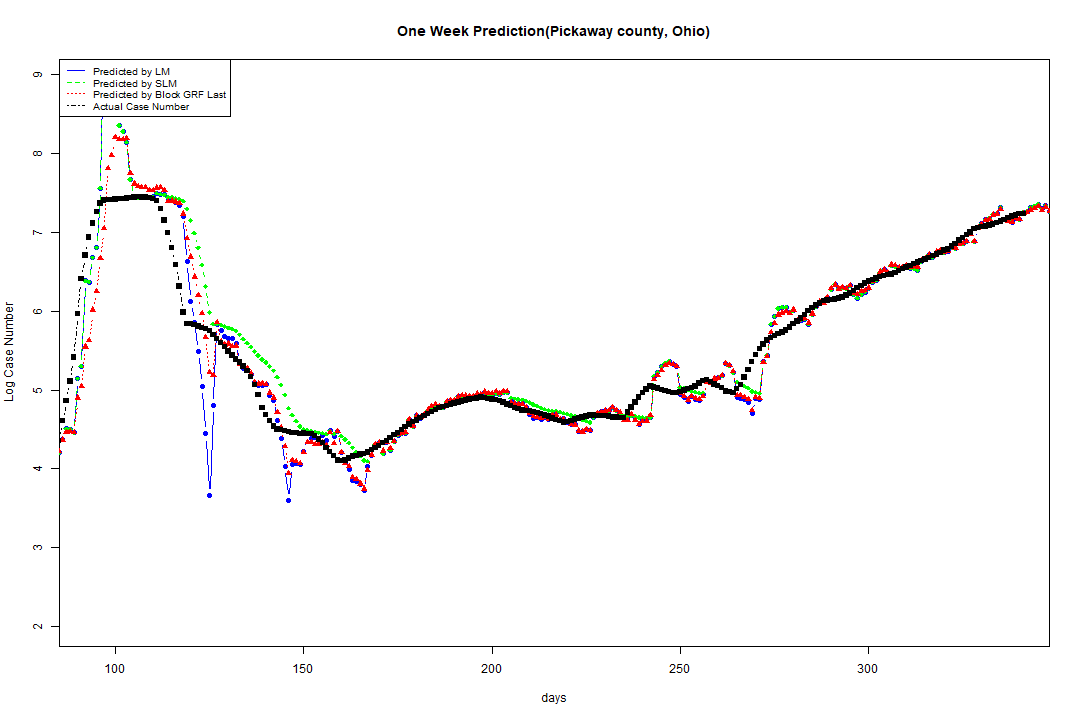 One Week Prediction(Pickaway county, Ohio)
Predicted by LM
Predicted by SLM
Predicted by Block GRF Last
Actual Case Number
9
8
7
6
5
4
3
2
Log Case Number
100 150 200 250 300
days